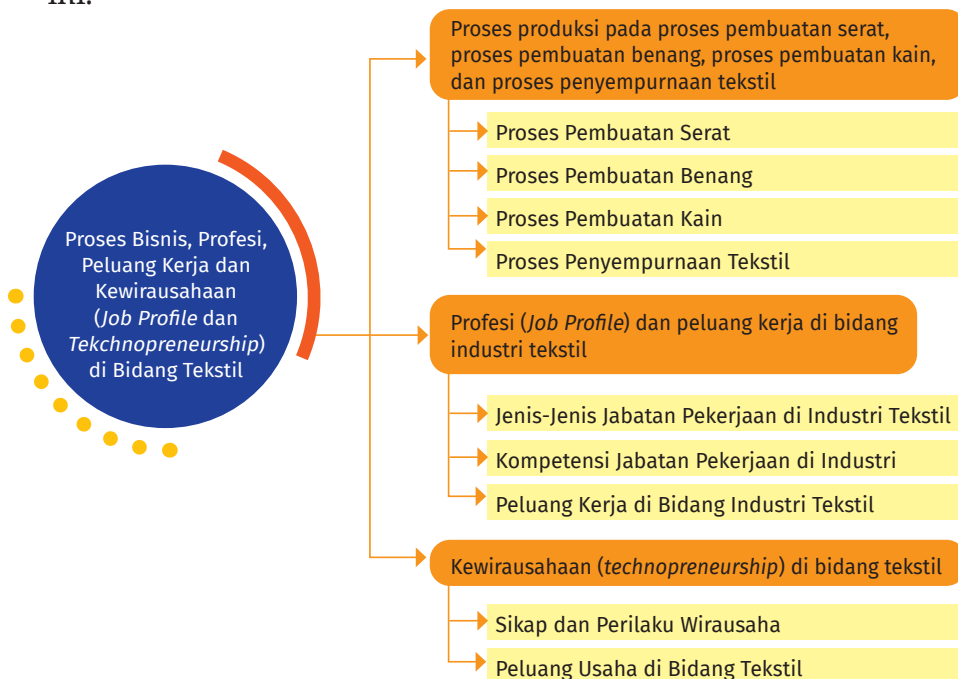 ini.
Proses Bisnis, Profesi,
Peluang Kerja dan
Kewirausahaan
(Job Profile dan
Tekchnopreneurship)
di Bidang Tekstil
Proses produksi pada proses pembuatan serat,
proses pembuatan benang, proses pembuatan kain,
dan proses penyempurnaan tekstil
Proses Pembuatan Serat
Proses Pembuatan Benang
Proses Pembuatan Kain
Proses Penyempurnaan Tekstil
Profesi (Job Profile) dan peluang kerja di bidang
industri tekstil
Jenis-Jenis Jabatan Pekerjaan di Industri Tekstil
Kompetensi Jabatan Pekerjaan di Industri
Peluang Kerja di Bidang Industri Tekstil
Kewirausahaan (technopreneurship) di bidang tekstil
Sikap dan Perilaku Wirausaha
Peluang Usaha di Bidang Tekstil